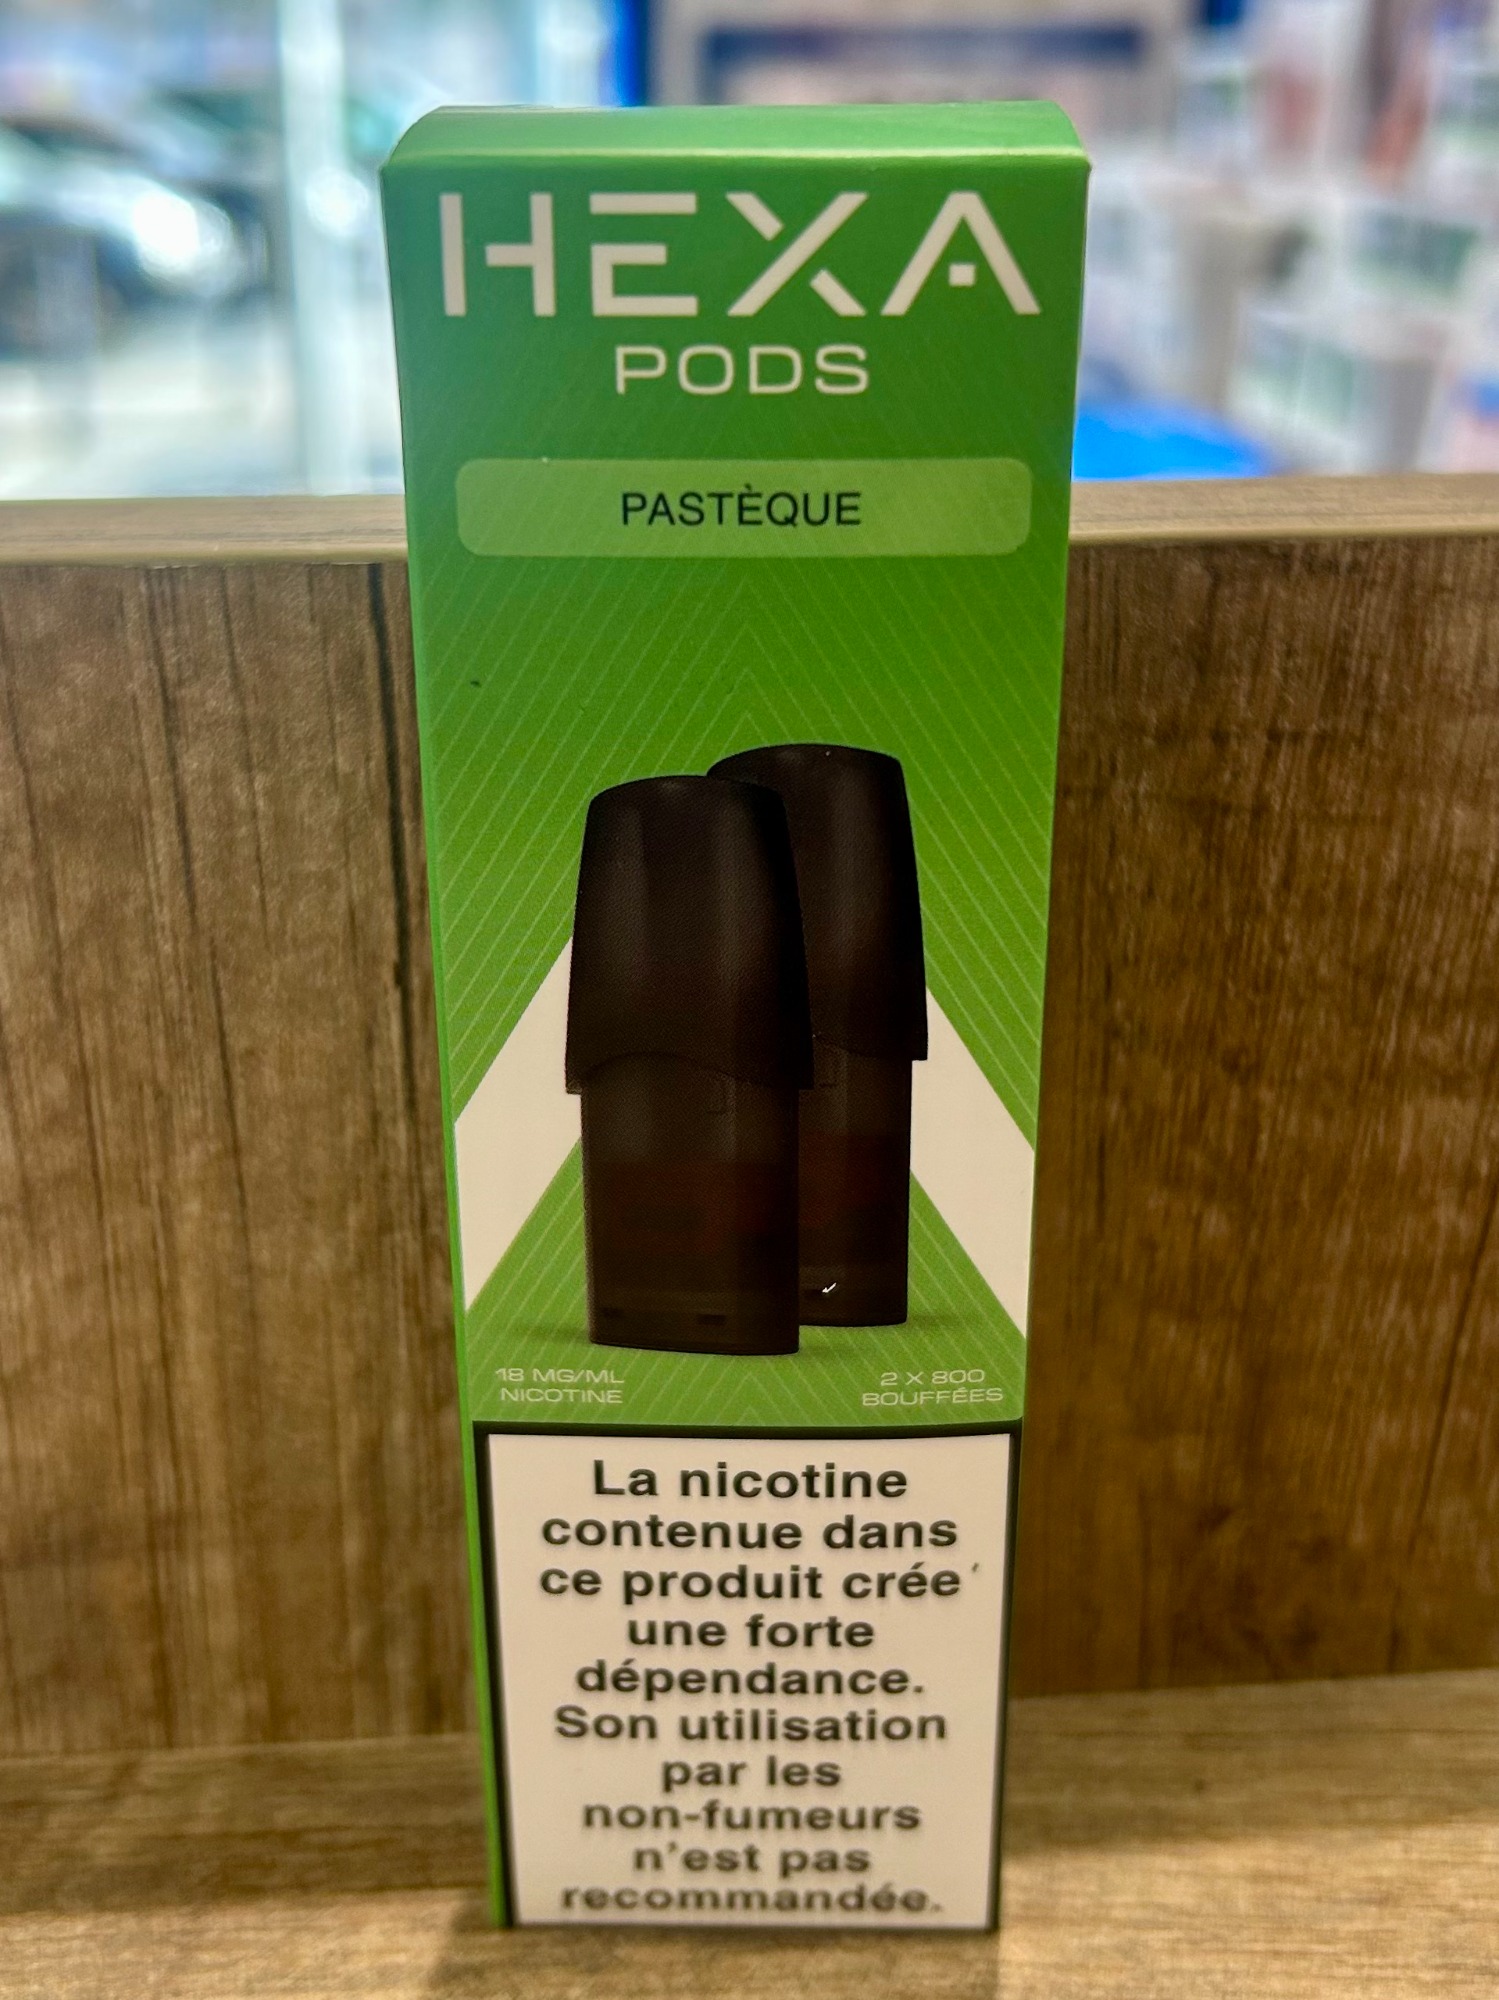 HEXA
PODS
PASTÈQUE
18 MG/ML
NICOTINE
2 X 800
BOUFFÉES
La nicotine
contenue dans
ce produit crée
une forte
dépendance.
Son utilisation
par les
non-fumeurs
n'est pas
recommandée.